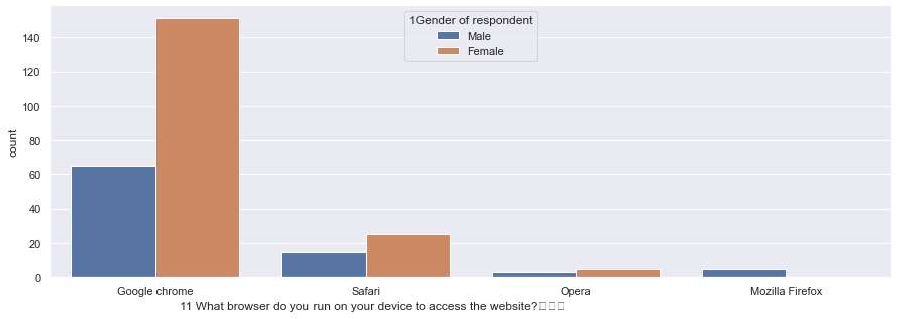 1Gender of respondent
Male
Female
count
140
120
100
80
60
40
20
0
Google chrome
Safari
Opera
Mozilla Firefox
11 What browser do you run on your device to access the website?